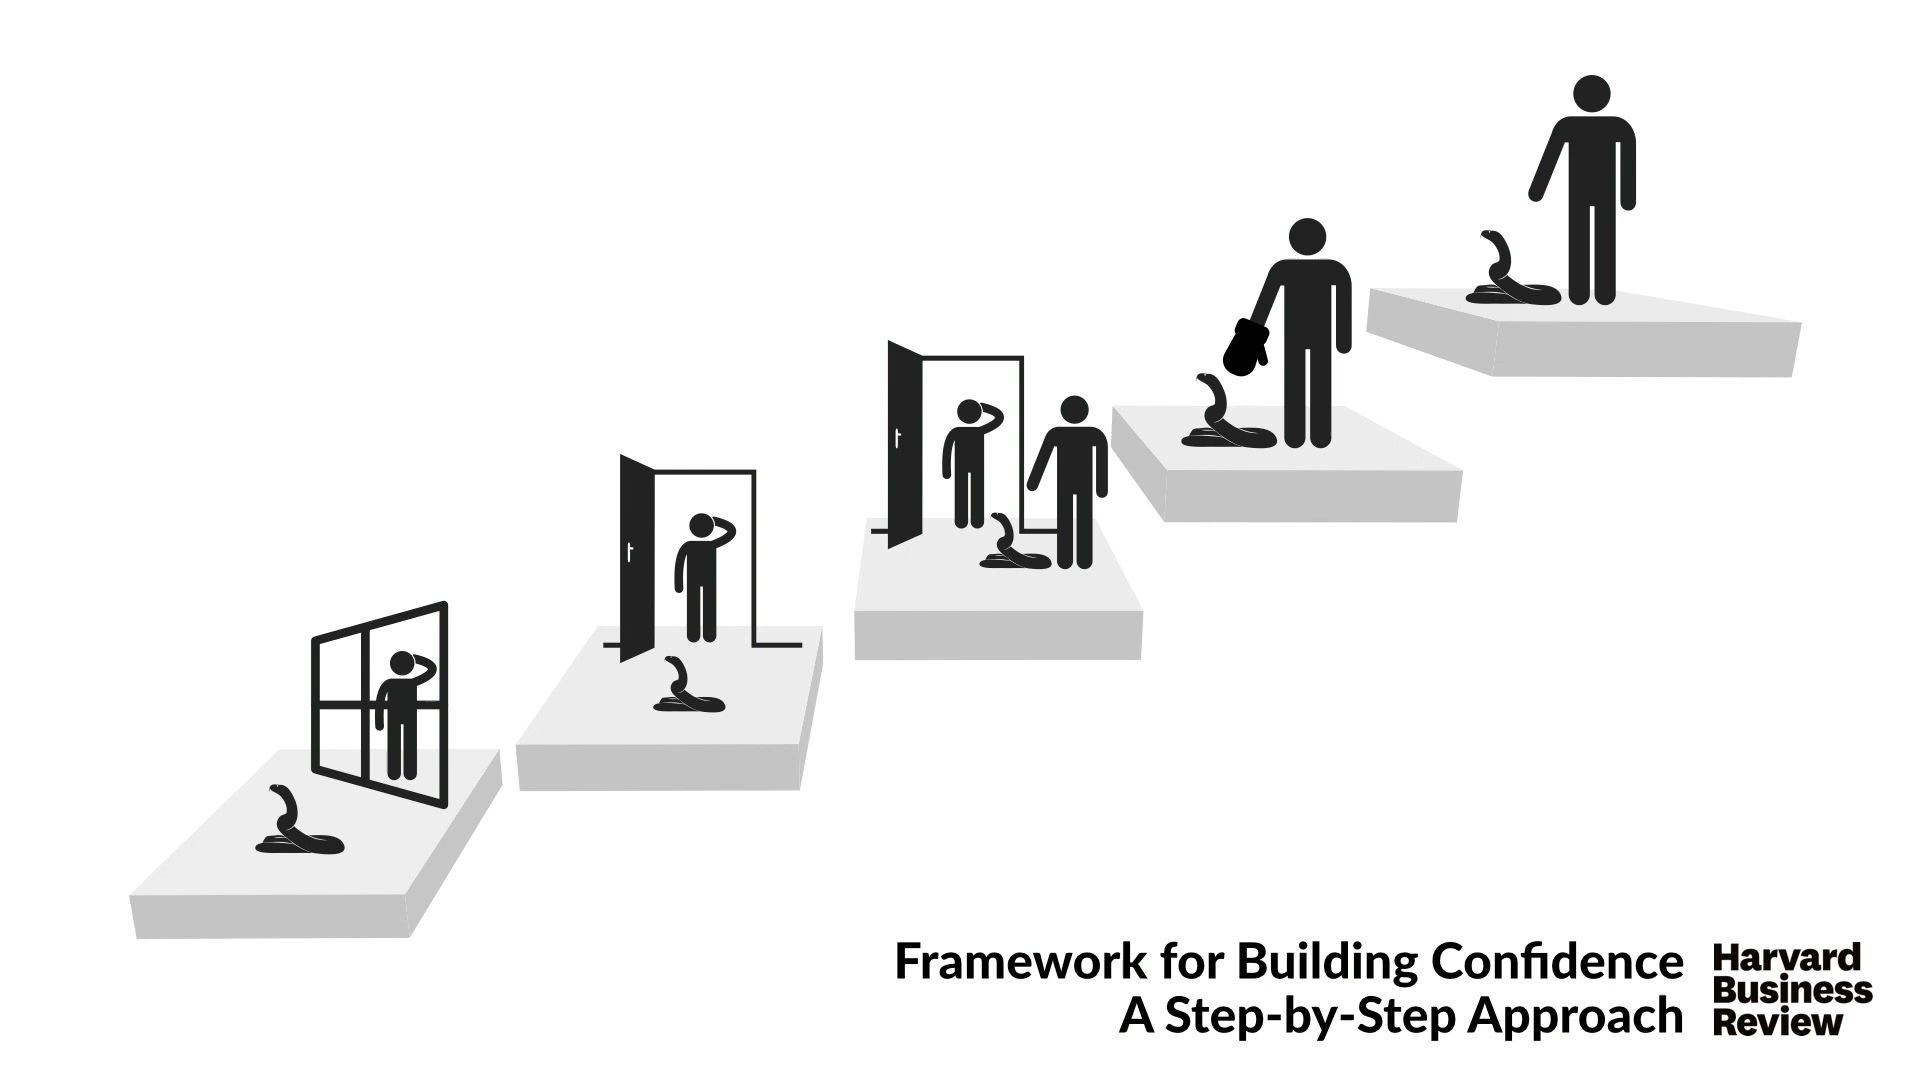 Framework for Building Confidence
A Step-by-Step Approach
Harvard
Business
Review